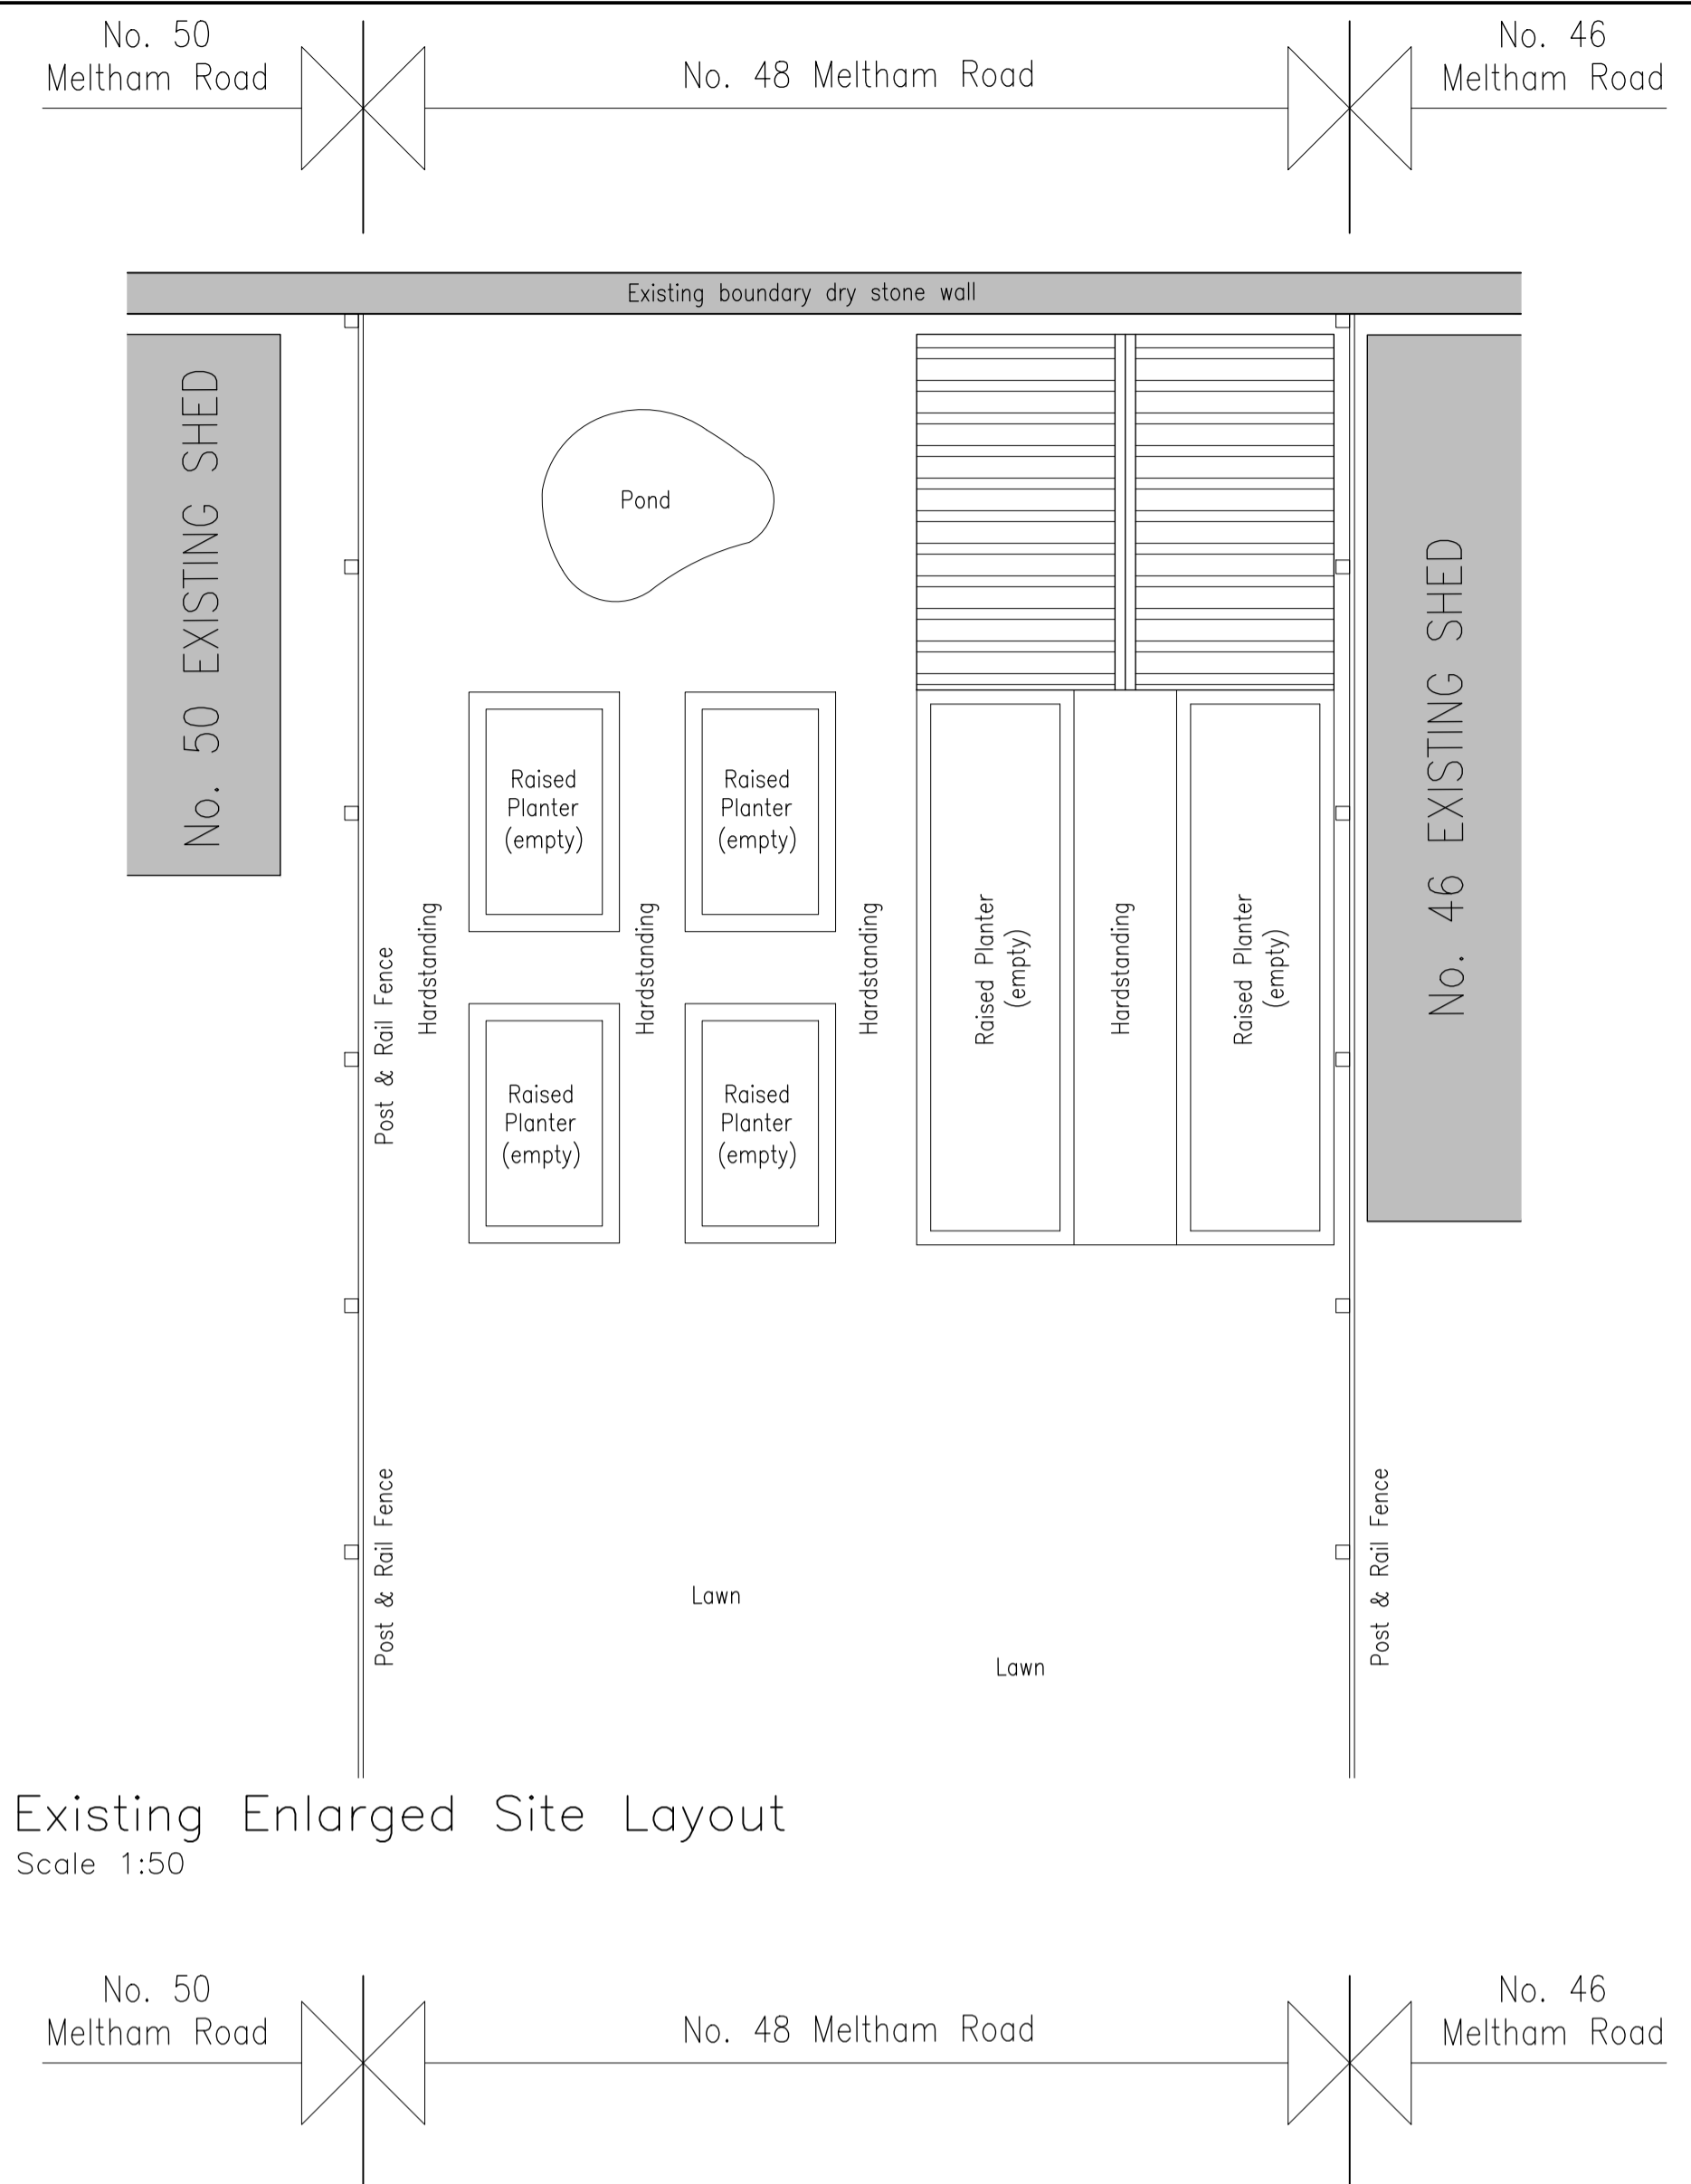 No. 50
Meltham Road
No. 48 Meltham Road
No. 46
Meltham Road
Existing boundary dry stone wall
No. 50 EXISTING SHED
Pond
No. 46 EXISTING SHED
Raised
Planter
(empty)
Raised
Planter
(empty)
Post & Rail Fence
Hardstanding
Hardstanding
Hardstanding
Raised Planter
(empty)
Hardstanding
Raised Planter
(empty)
Raised
Planter
(empty)
Raised
Planter
(empty)
Post & Rail Fence
Lawn
Lawn
Post & Rail Fence
Existing Enlarged Site Layout
Scale 1:50
No. 50
Meltham Road
No. 48 Meltham Road
No. 46
Meltham Road